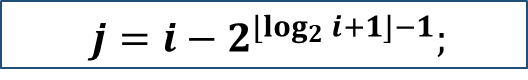 j = i − 2^{⌊log₂ i+1⌋−1};